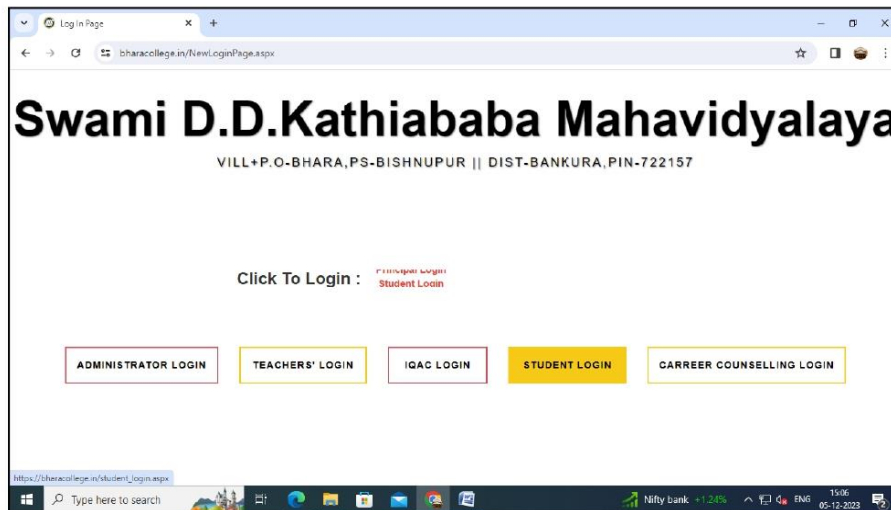 Log In Page
bharacollege.in/NewLoginPage.aspx
Swami D.D.Kathiababa Mahavidyalaya
VILL+P.O-BHARA,PS-BISHNUPUR || DIST-BANKURA,PIN-722157
Principal Login
Click To Login :
Student Login
ADMINISTRATOR LOGIN
TEACHERS' LOGIN
IQAC LOGIN
STUDENT LOGIN
CARREER COUNSELLING LOGIN
https://bharacollege.in/student_login.aspx
Type here to search
Nifty bank +1.24%
ENG
15:06
05-12-2023